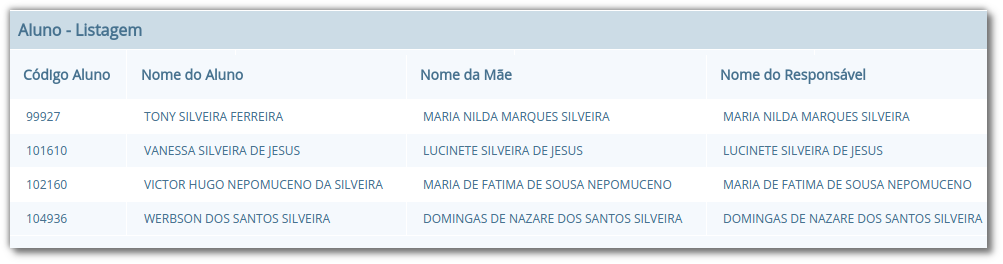 Aluno - Listagem
Código Aluno Nome do Aluno Nome da Mãe Nome do Responsável
99927 TONY SILVEIRA FERREIRA MARIA NILDA MARQUES SILVEIRA MARIA NILDA MARQUES SILVEIRA
101610 VANESSA SILVEIRA DE JESUS LUCINETE SILVEIRA DE JESUS LUCINETE SILVEIRA DE JESUS
102160 VICTOR HUGO NEPOMUCENO DA SILVEIRA MARIA DE FATIMA DE SOUSA NEPOMUCENO MARIA DE FATIMA DE SOUSA NEPOMUCENO
104936 WERBSON DOS SANTOS SILVEIRA DOMINGAS DE NAZARE DOS SANTOS SILVEIRA DOMINGAS DE NAZARE DOS SANTOS SILVEIRA